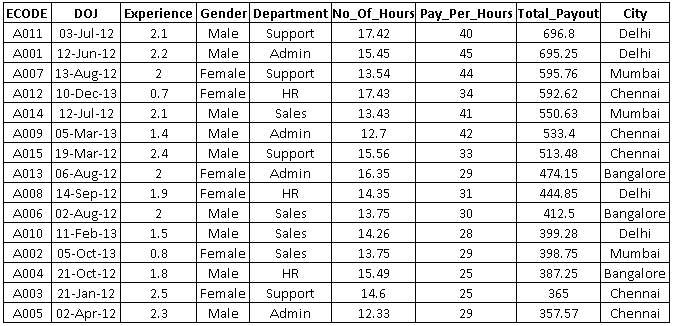 ECODE DOJ Experience Gender Department No_Of_Hours Pay_Per_Hours Total_Payout City
A011 03-Jul-12 2.1 Male Support 17.42 40 696.8 Delhi
A001 12-Jun-12 2.2 Male Admin 15.45 45 695.25 Delhi
A007 13-Aug-12 2 Female Support 13.54 44 595.76 Mumbai
A012 10-Dec-13 0.7 Female HR 17.43 34 592.62 Chennai
A014 12-Jul-12 2.1 Male Sales 13.43 41 550.63 Mumbai
A009 05-Mar-13 1.4 Male Admin 12.7 42 533.4 Chennai
A015 19-Mar-12 2.4 Male Support 15.56 33 513.48 Chennai
A013 06-Aug-12 2 Female Admin 16.35 29 474.15 Bangalore
A008 14-Sep-12 1.9 Female HR 14.35 31 444.85 Delhi
A006 02-Aug-12 2 Male Sales 13.75 30 412.5 Bangalore
A010 11-Feb-13 1.5 Male Sales 14.26 28 399.28 Delhi
A002 05-Oct-13 0.8 Female Sales 13.75 29 398.75 Mumbai
A004 21-Oct-12 1.8 Male HR 15.49 25 387.25 Bangalore
A003 21-Jan-12 2.5 Female Support 14.6 25 365 Chennai
A005 02-Apr-12 2.3 Male Admin 12.33 29 357.57 Chennai